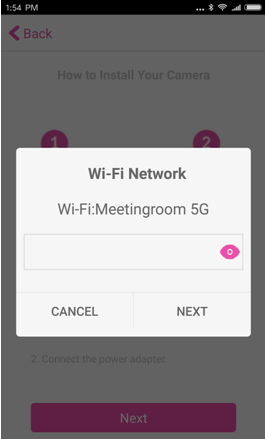 1:54 PM
Back
How to Install Your Camera
1
2
Wi-Fi Network
Wi-Fi:Meetingroom 5G
CANCEL
NEXT
2. Connect the power adapter.
Next